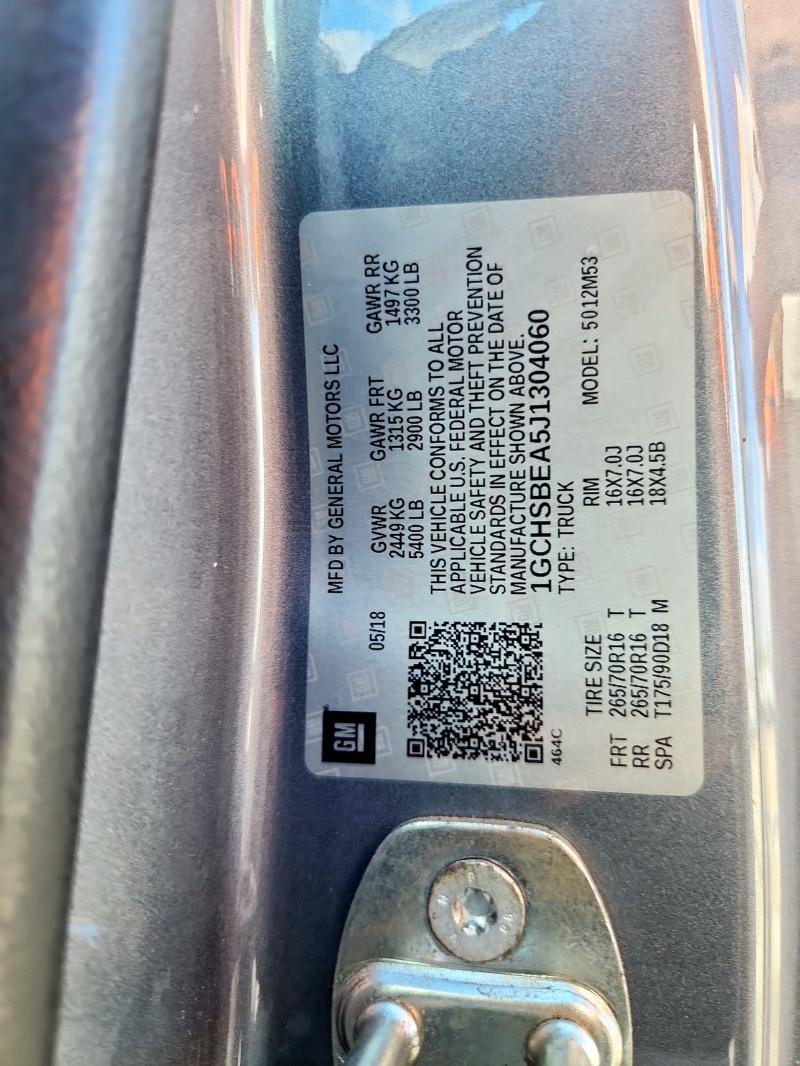 GM
MFD BY GENERAL MOTORS LLC
05/18
GVWR GAWR FRT GAWR RR
2449 KG 1315 KG 1497 KG
5400 LB 2900 LB 3300 LB
THIS VEHICLE CONFORMS TO ALL
APPLICABLE U.S. FEDERAL MOTOR
VEHICLE SAFETY AND THEFT PREVENTION
STANDARDS IN EFFECT ON THE DATE OF
MANUFACTURE SHOWN ABOVE.
1GCHSBEA5J1304060
464C
TYPE: TRUCK
TIRE SIZE RIM MODEL: 5012M53
FRT 265/70R16 T 16X7.0J
RR 265/70R16 T 16X7.0J
SPA T175/90D18 M 18X4.5B